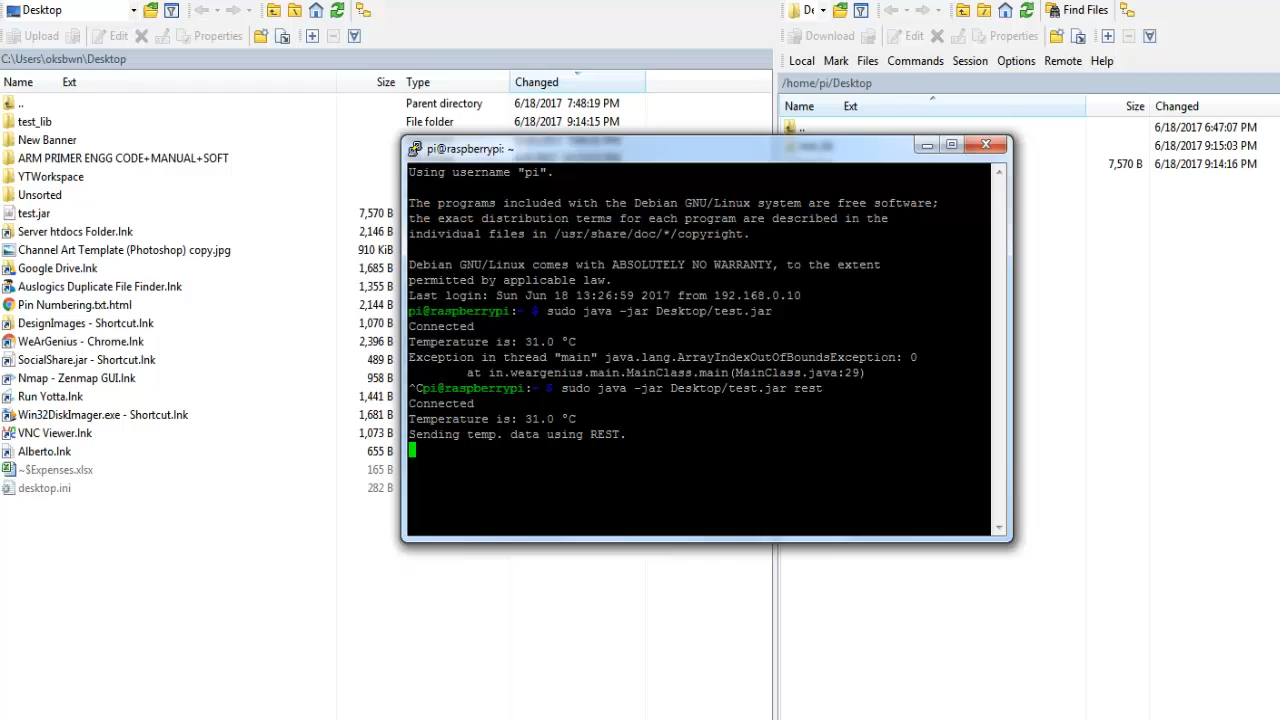 Desktop
Upload Edit Properties
C:\Users\oksbwn\Desktop
Name Ext Size Type Changed
.. Parent directory 6/18/2017 7:48:19 PM
test_lib File folder 6/18/2017 9:14:15 PM
New Banner
ARM PRIMER ENGG CODE+MANUAL+SOFT
YTWorkspace
Unsorted
test.jar 7,570 B
Server htdocs Folder.lnk 2,146 B
Channel Art Template (Photoshop) copy.jpg 910 KiB
Google Drive.lnk 1,685 B
Auslogics Duplicate File Finder.lnk 1,355 B
Pin Numbering.txt.html 2,144 B
DesignImages - Shortcut.lnk 1,070 B
WeArGenius - Chrome.lnk 2,396 B
SocialShare.jar - Shortcut.lnk 489 B
Nmap - Zenmap GUI.lnk 958 B
Run Yotta.lnk 1,441 B
Win32DiskImager.exe - Shortcut.lnk 1,681 B
VNC Viewer.lnk 1,073 B
Alberto.lnk 655 B
~$Expenses.xlsx 165 B
desktop.ini 282 B
De Find Files
Download Edit Properties
Local Mark Files Commands Session Options Remote Help
/home/pi/Desktop
Name Ext Size Changed
.. 6/18/2017 6:47:07 PM
6/18/2017 9:15:03 PM
7,570 B 6/18/2017 9:14:16 PM
pi@raspberrypi: ~
Using username "pi".
The programs included with the Debian GNU/Linux system are free software;
the exact distribution terms for each program are described in the
individual files in /usr/share/doc/*/copyright.
Debian GNU/Linux comes with ABSOLUTELY NO WARRANTY, to the extent
permitted by applicable law.
Last login: Sun Jun 18 13:26:59 2017 from 192.168.0.10
pi@raspberrypi:~ $ sudo java -jar Desktop/test.jar
Connected
Temperature is: 31.0 °C
Exception in thread "main" java.lang.ArrayIndexOutOfBoundsException: 0
at in.weargenius.main.MainClass.main(MainClass.java:29)
^Cpi@raspberrypi:~ $ sudo java -jar Desktop/test.jar rest
Connected
Temperature is: 31.0 °C
Sending temp. data using REST.